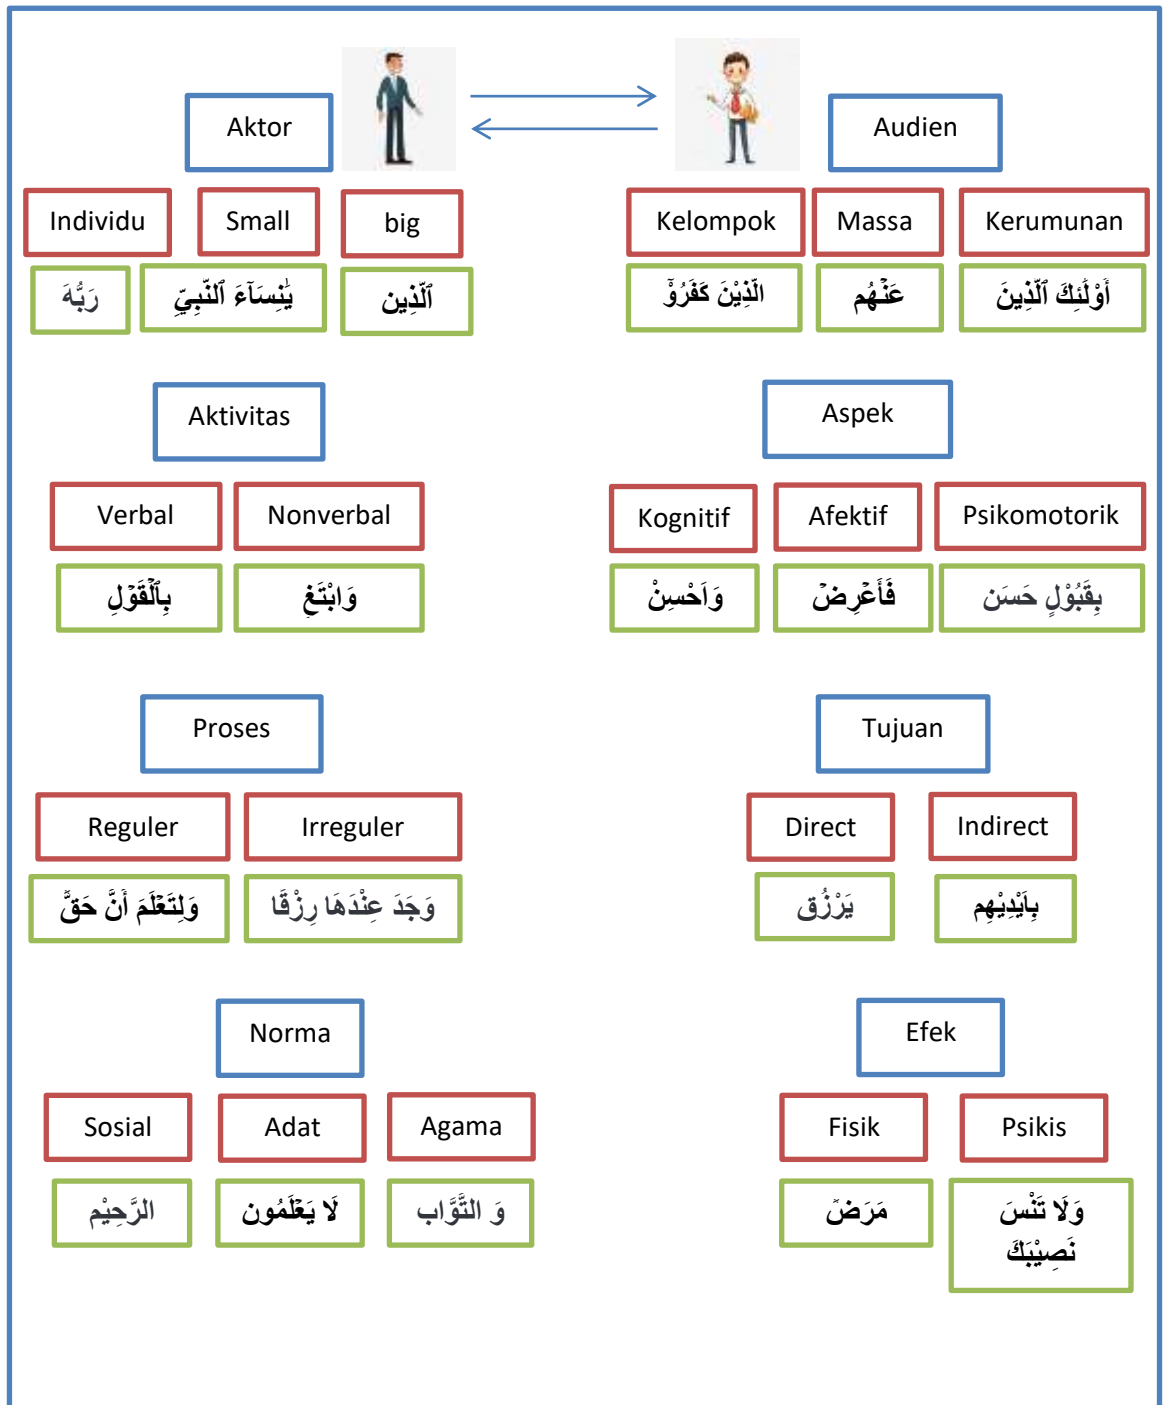 Aktor
Audien
Individu
Small
big
Kelompok
Massa
Kerumunan
رَبُّهَ
يَٰنِسَآءَ ٱلنَّبِيِّ
ٱلَّذِين
الَّذِيْنَ كَفَرُوْٓ
عَنْهُم
أُوْلَٰٓئِكَ ٱلَّذِينَ
Aktivitas
Aspek
Verbal
Nonverbal
Kognitif
Afektif
Psikomotorik
بِٱلْقَوْلِ
وَابْتَغِ
وَاَحْسِنْ
فَأَعْرِضْ
بِقَبُوْلٍ حَسَن
Proses
Tujuan
Reguler
Irreguler
Direct
Indirect
وَلِتَعْلَمَ أَنَّ حَقٌّ
وَجَدَ عِنْدَهَا رِزْقًا
يَرْزُق
بِاَيْدِيْهِم
Norma
Efek
Sosial
Adat
Agama
Fisik
Psikis
الرَّحِيْم
لَا يَعْلَمُون
وَ التَّوَّاب
مَرَضٌ
وَلَا تَنْسَ
نَصِيْبَكَ